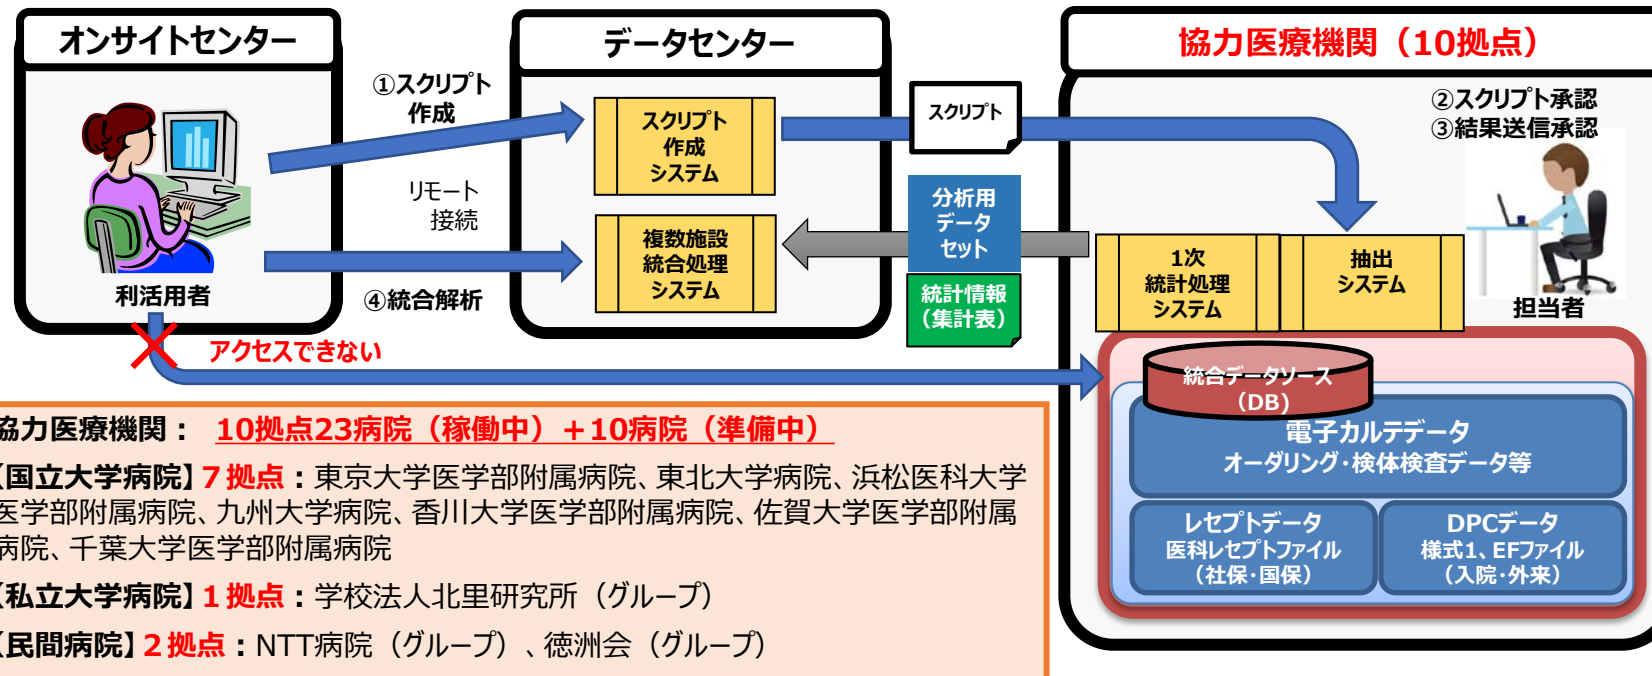 オンサイトセンター
利活用者
①スクリプト
作成
リモート
接続
④統合解析
アクセスできない
データセンター
スクリプト
作成
システム
複数施設
統合処理
システム
スクリプト
分析用
データ
セット
統計情報
（集計表）
協力医療機関（10拠点）
②スクリプト承認
③結果送信承認
担当者
1次
統計処理
システム
抽出
システム
統合データソース
（DB）
電子カルテデータ
オーダリング・検体検査データ等
レセプトデータ
医科レセプトファイル
（社保・国保）
DPCデータ
様式1、EFファイル
（入院・外来）
協力医療機関： 10拠点23病院（稼働中）＋10病院（準備中）
【国立大学病院】７拠点：東京大学医学部附属病院、東北大学病院、浜松医科大学
医学部附属病院、九州大学病院、香川大学医学部附属病院、佐賀大学医学部附属
病院、千葉大学医学部附属病院
【私立大学病院】１拠点：学校法人北里研究所（グループ）
【民間病院】２拠点：NTT病院（グループ）、徳洲会（グループ）